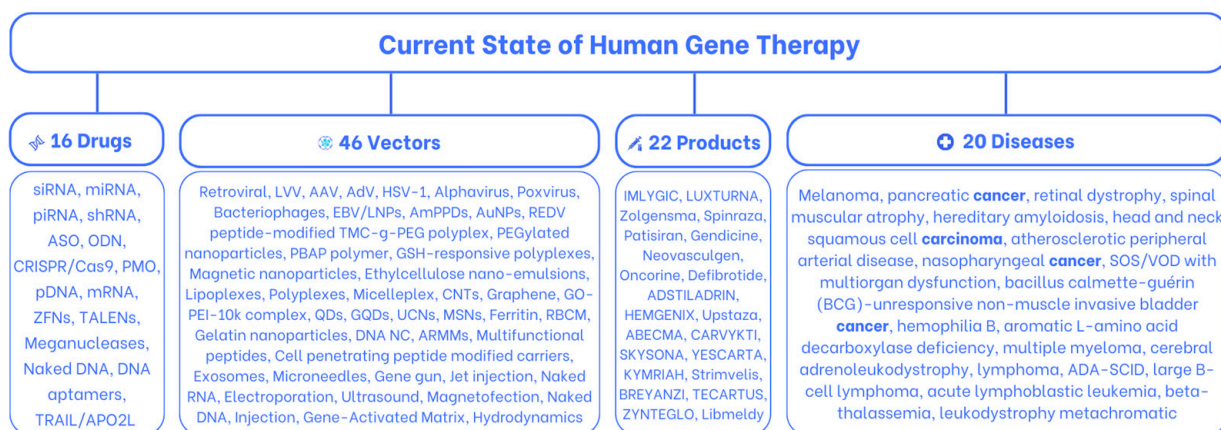 Current State of Human Gene Therapy
16 Drugs
siRNA, miRNA,
piRNA, shRNA,
ASO, ODN,
CRISPR/Cas9, PMO,
pDNA, mRNA,
ZFNs, TALENs,
Meganucleases,
Naked DNA, DNA
aptamers,
TRAIL/APO2L
46 Vectors
Retroviral, LVV, AAV, AdV, HSV-1, Alphavirus, Poxvirus,
Bacteriophages, EBV/LNPs, AmPPDs, AuNPs, REDV
peptide-modified TMC-g-PEG polyplex, PEGylated
nanoparticles, PBAP polymer, GSH-responsive polyplexes,
Magnetic nanoparticles, Ethylcellulose nano-emulsions,
Lipoplexes, Polyplexes, Micelleplex, CNTs, Graphene, GO-
PEI-10k complex, QDs, GQDs, UCNs, MSNs, Ferritin, RBCM,
Gelatin nanoparticles, DNA NC, ARMMs, Multifunctional
peptides, Cell penetrating peptide modified carriers,
Exosomes, Microneedles, Gene gun, Jet injection, Naked
RNA, Electroporation, Ultrasound, Magnetofection, Naked
DNA, Injection, Gene-Activated Matrix, Hydrodynamics
22 Products
IMLYGIC, LUXTURNA,
Zolgensma, Spinraza,
Patisiran, Gendicine,
Neovasculgen,
Oncorine, Defibrotide,
ADSTILADRIN,
HEMGENIX, Upstaza,
ABECMA, CARVYKTI,
SKYSONA, YESCARTA,
KYMRIAH, Strimvelis,
BREYANZI, TECARTUS,
ZYNTEGLO, Libmeldy
20 Diseases
Melanoma, pancreatic cancer, retinal dystrophy, spinal
muscular atrophy, hereditary amyloidosis, head and neck
squamous cell carcinoma, atherosclerotic peripheral
arterial disease, nasopharyngeal cancer, SOS/VOD with
multiorgan dysfunction, bacillus calmette-guérin
(BCG)-unresponsive non-muscle invasive bladder
cancer, hemophilia B, aromatic L-amino acid
decarboxylase deficiency, multiple myeloma, cerebral
adrenoleukodystrophy, lymphoma, ADA-SCID, large B-
cell lymphoma, acute lymphoblastic leukemia, beta-
thalassemia, leukodystrophy metachromatic